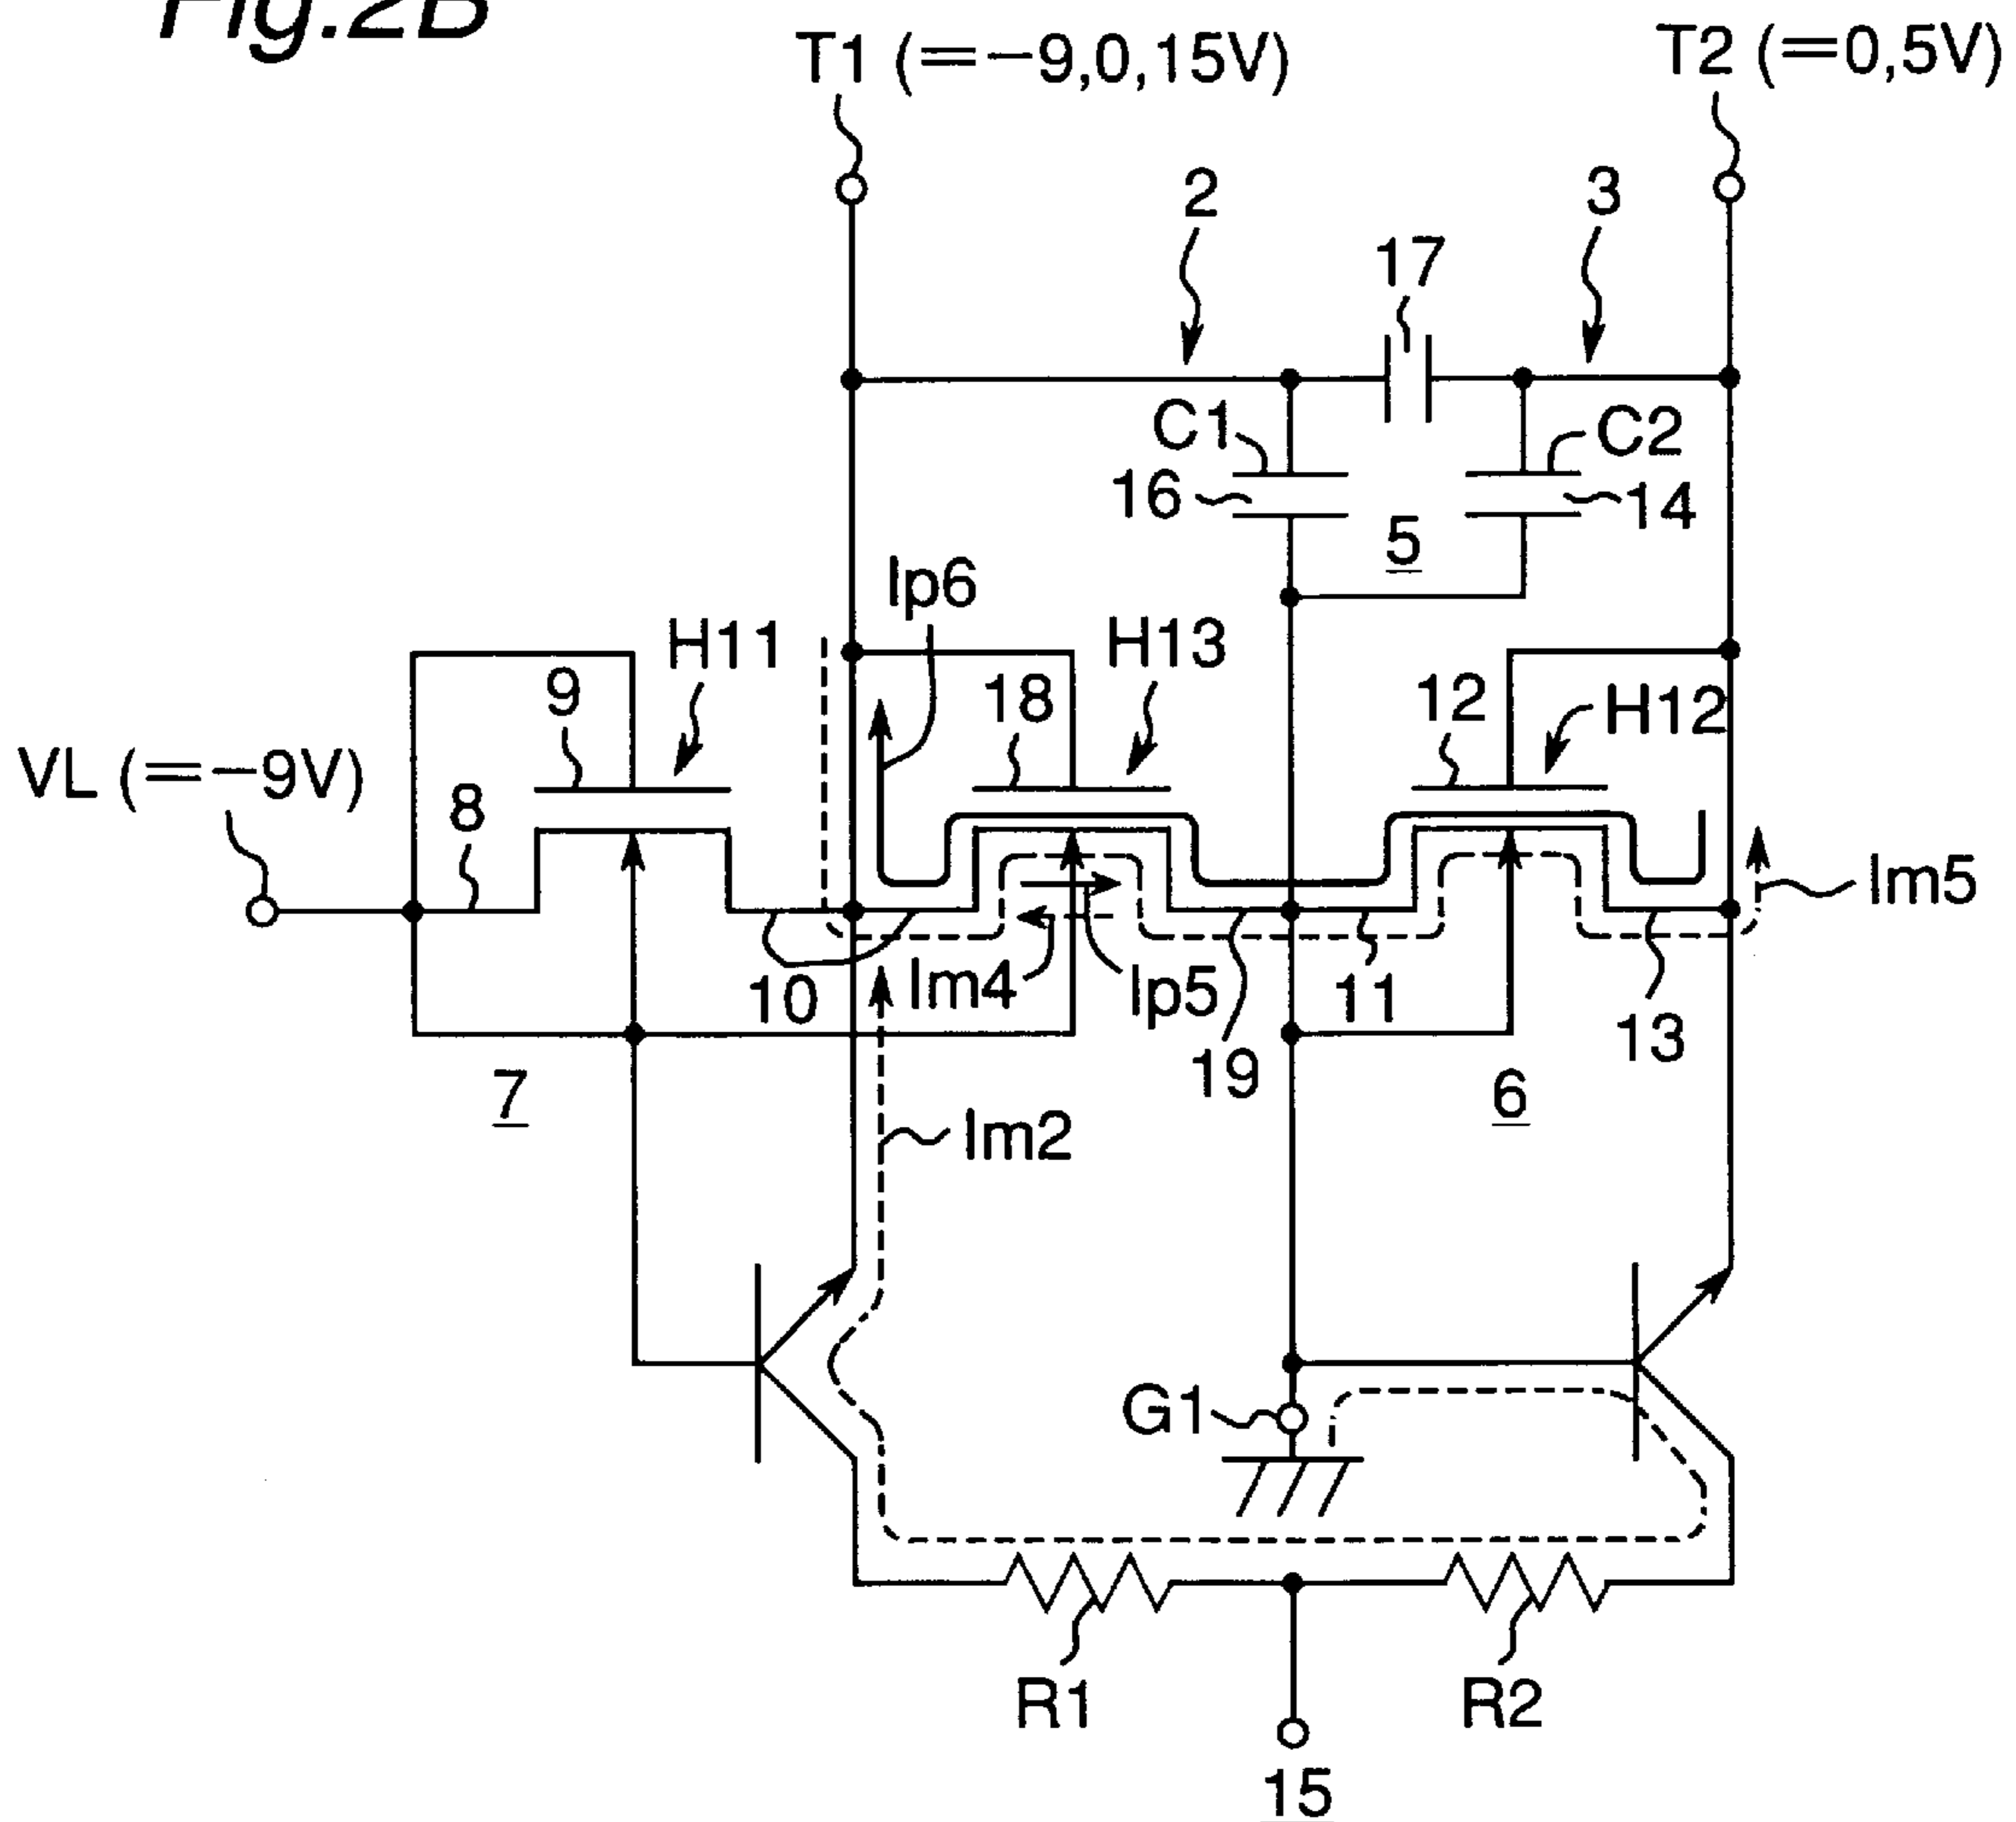 Fig.2B
T1 (=−9,0,15V)
T2 (=0,5V)
2
3
17
C1
C2
16
14
5
Ip6
H11
H13
9
18
12
H12
VL (=−9V)
8
Im5
10
Im4
Ip5
11
19
13
7
6
Im2
G1
R1
R2
15